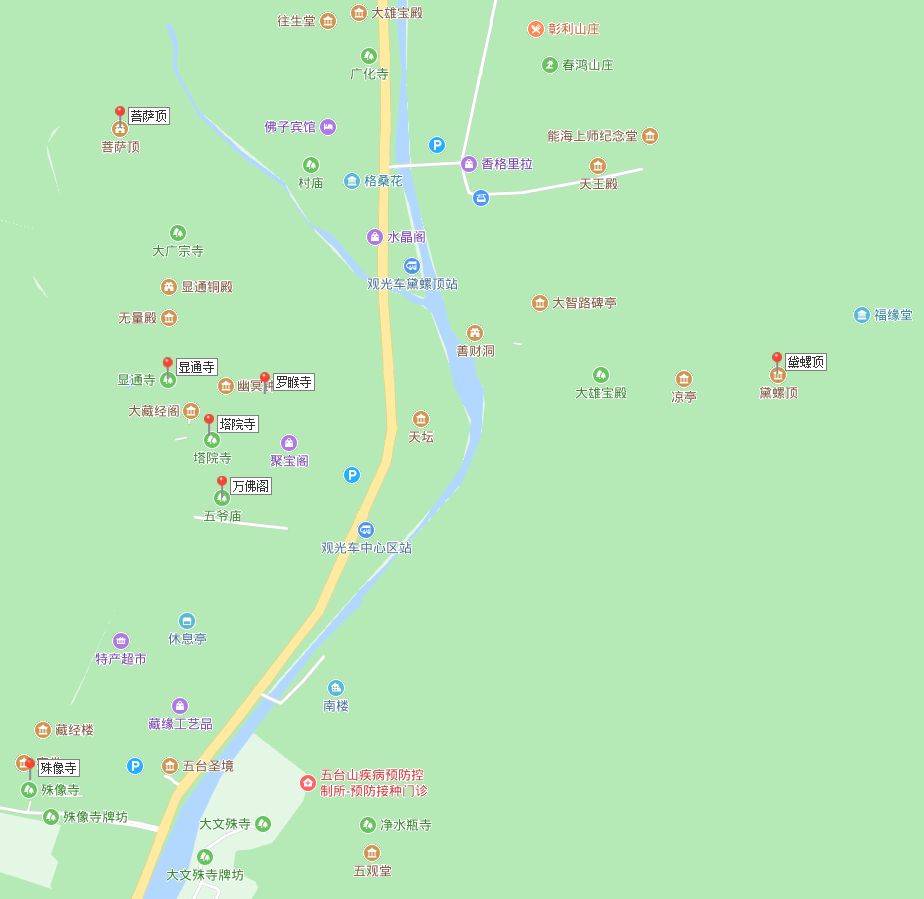 往生堂
大雄宝殿
彰利山庄
广化寺
春鸿山庄
菩萨顶
菩萨顶
佛子宾馆
P
能海上师纪念堂
香格里拉
村庙
格桑花
天王殿
水晶阁
大广宗寺
观光车黛螺顶站
显通铜殿
大智路碑亭
无量殿
福缘堂
善财洞
显通寺
黛螺顶
显通寺
幽冥钟
罗睺寺
大雄宝殿
凉亭
黛螺顶
大藏经阁
塔院寺
天坛
塔院寺
聚宝阁
P
万佛阁
五爷庙
观光车中心区站
休息亭
特产超市
南楼
藏缘工艺品
藏经楼
殊像寺
P
五台圣境
五台山疾病预防控
制所-预防接种门诊
殊像寺
殊像寺牌坊
大文殊寺
净水瓶寺
大文殊寺牌坊
五观堂